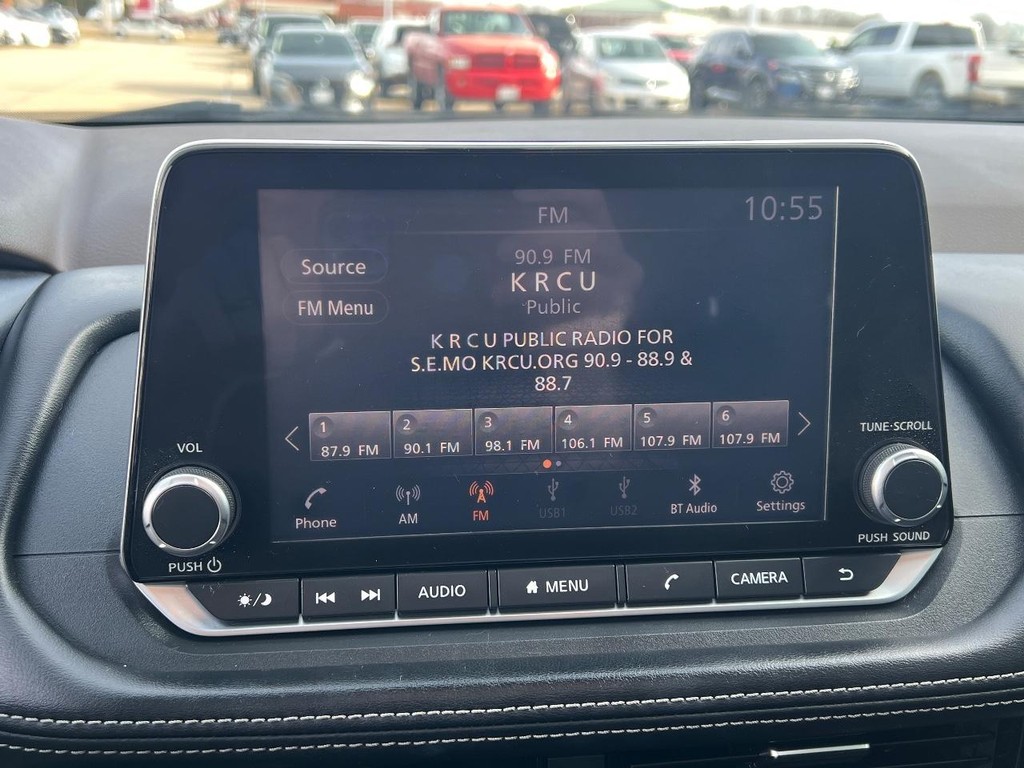 FM
10:55
Source
FM Menu
90.9 FM
K R C U
Public
K R C U PUBLIC RADIO FOR
S.E.MO KRCU.ORG 90.9 - 88.9 &
88.7
1 87.9 FM
2 90.1 FM
3 98.1 FM
4 106.1 FM
5 107.9 FM
6 107.9 FM
Phone
AM
FM
USB1
USB2
BT Audio
Settings
VOL
PUSH
TUNE·SCROLL
PUSH SOUND
AUDIO
MENU
CAMERA